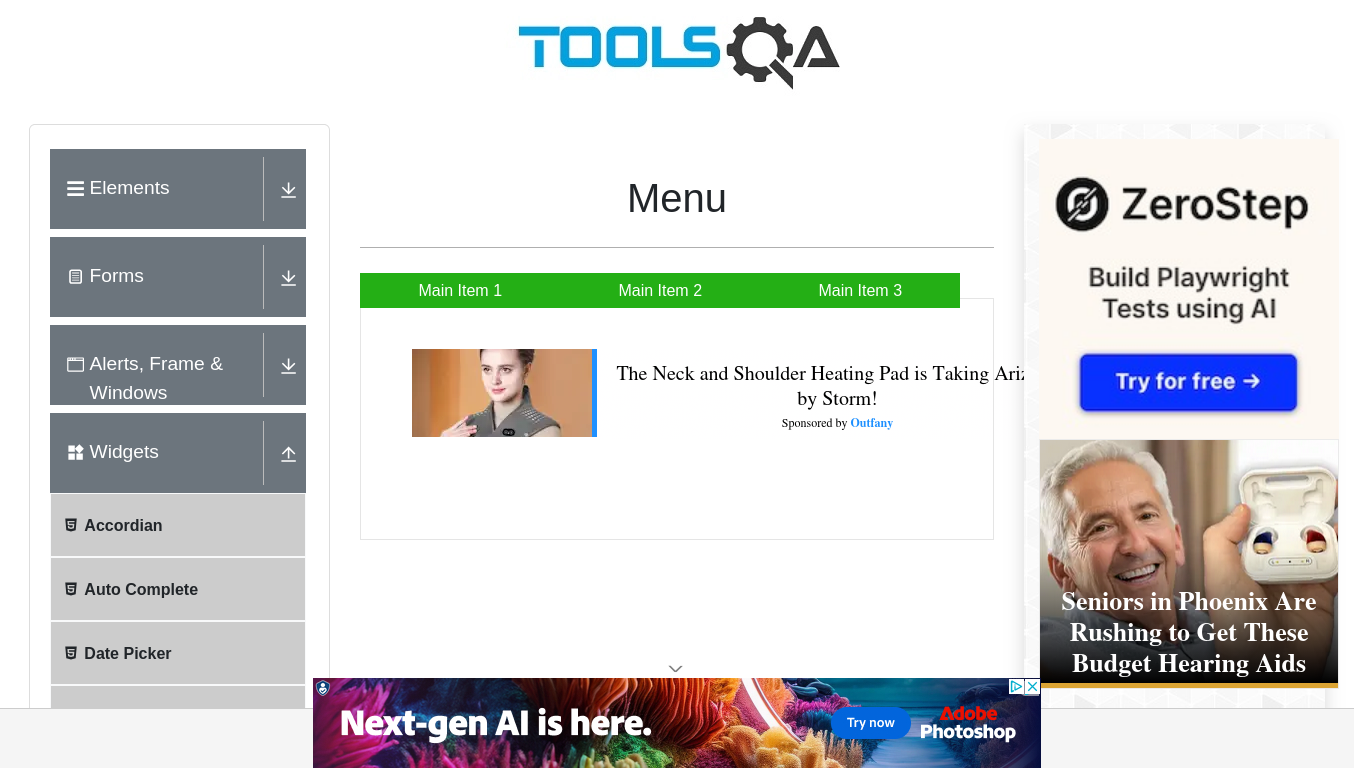 TOOLSQA
Elements
Forms
Alerts, Frame &
Windows
Widgets
Accordian
Auto Complete
Date Picker
Menu
Main Item 1
Main Item 2
Main Item 3
The Neck and Shoulder Heating Pad is Taking Ariz
by Storm!
Sponsored by Outfany
ZeroStep
Build Playwright
Tests using AI
Try for free →
Seniors in Phoenix Are
Rushing to Get These
Budget Hearing Aids
Next-gen AI is here.
Try now
Adobe
Photoshop